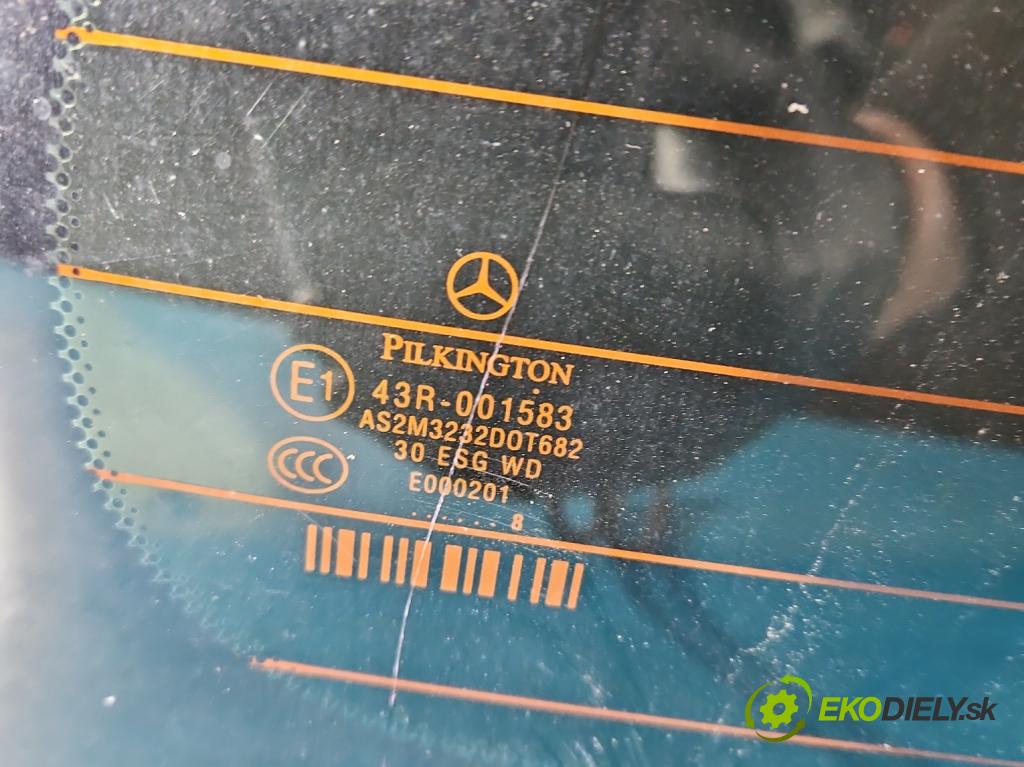 PILKINGTON
E1
43R-001583
AS2M3232DOT682
CCC
30 ESG WD
E000201
. . . . . . 8
EKODIELY.sk